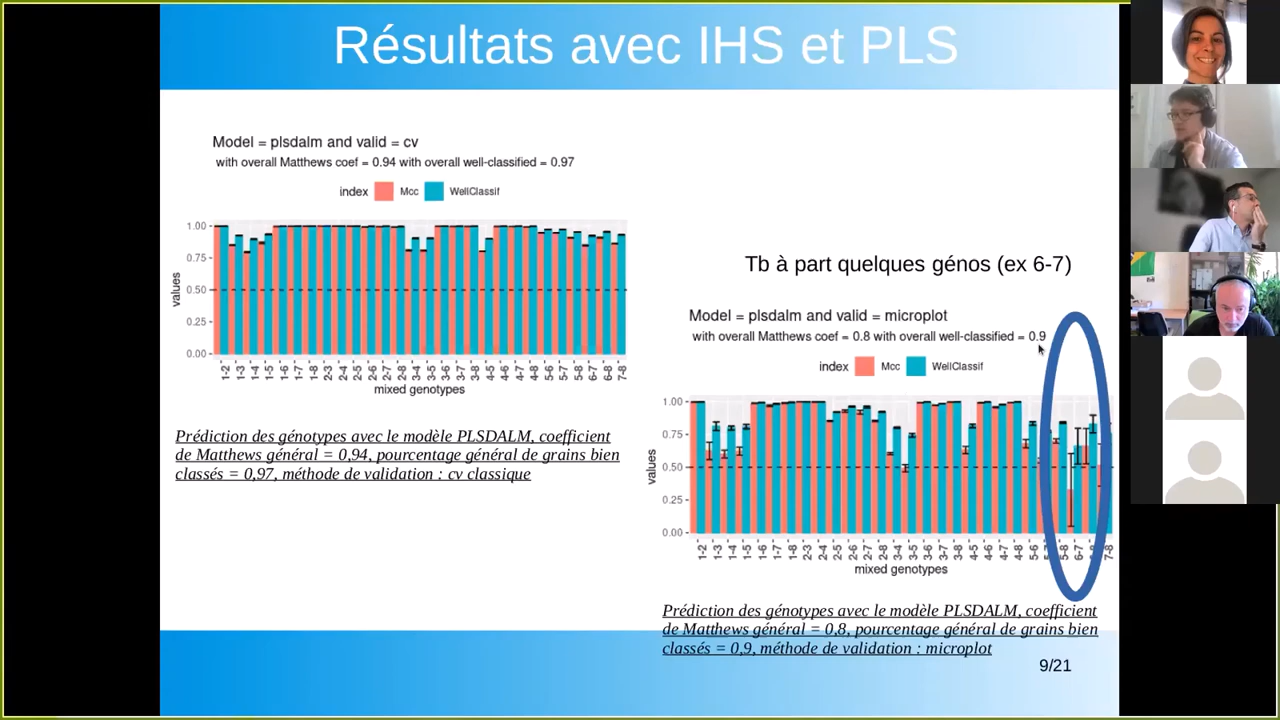 Résultats avec IHS et PLS
Model = plsdalm and valid = cv
with overall Matthews coef = 0.94 with overall well-classified = 0.97
index Mcc WellClassif
1.00
0.75
0.50
0.25
0.00
values
1-2 1-3 1-4 1-5 1-6 1-7 1-8 2-3 2-4 2-5 2-6 2-7 2-8 3-4 3-5 3-6 3-7 3-8 4-5 4-6 4-7 4-8 5-6 5-7 5-8 6-7 6-8 7-8
mixed genotypes
Prédiction des génotypes avec le modèle PLSDALM, coefficient
de Matthews général = 0,94, pourcentage général de grains bien
classés = 0,97, méthode de validation : cv classique
Tb à part quelques génos (ex 6-7)
Model = plsdalm and valid = microplot
with overall Matthews coef = 0.8 with overall well-classified = 0.9
index Mcc WellClassif
1.00
0.75
0.50
0.25
0.00
values
1-2 1-3 1-4 1-5 1-6 1-7 1-8 2-3 2-4 2-5 2-6 2-7 2-8 3-4 3-5 3-6 3-7 3-8 4-5 4-6 4-7 4-8 5-6 5-8 6-7 7-8
mixed genotypes
Prédiction des génotypes avec le modèle PLSDALM, coefficient
de Matthews général = 0,8, pourcentage général de grains bien
classés = 0,9, méthode de validation : microplot
9/21